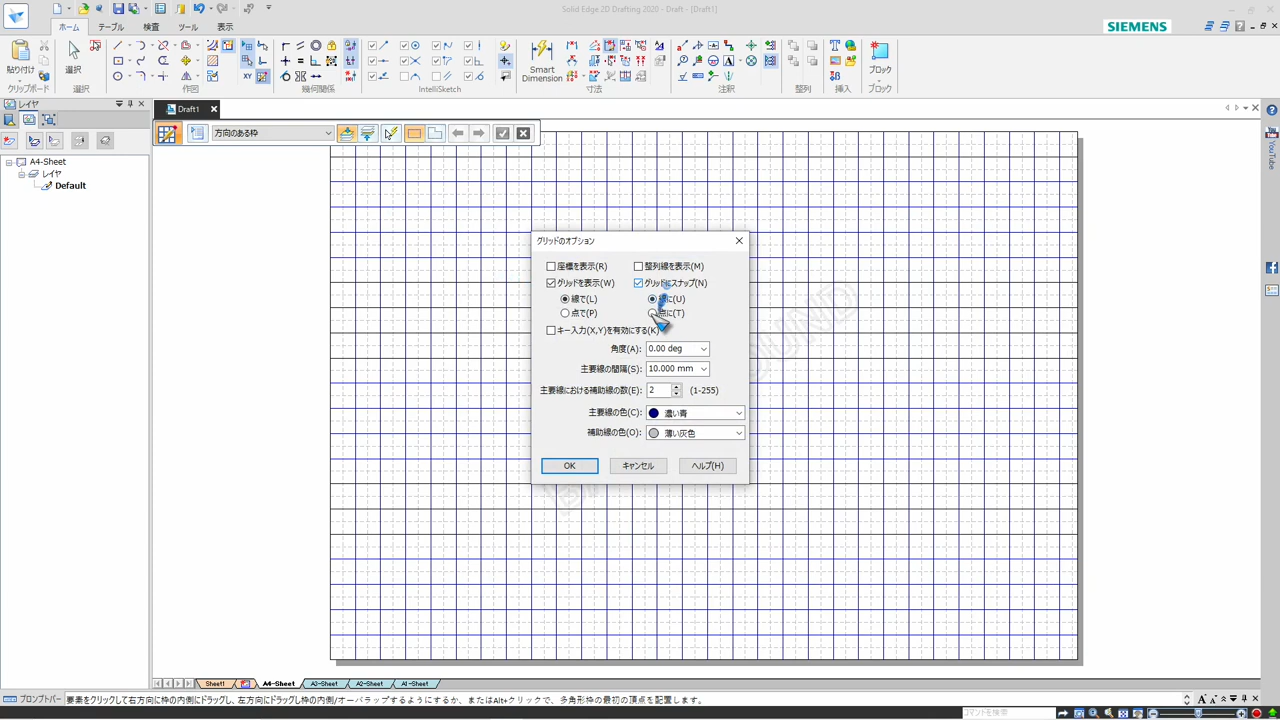 Solid Edge 2D Drafting 2020 - Draft - [Draft1]
ホーム テーブル 検査 ツール 表示
SIEMENS
貼り付け 選択 Smart Dimension ブロック
クリップボード 選択 作図 幾何関係 IntelliSketch 寸法 注釈 整列 挿入 ブロック
レイヤ
Draft1
方向のある枠
A4-Sheet
レイヤ
Default
YouTube
グリッドのオプション
座標を表示(R) 整列線を表示(M)
グリッドを表示(W) グリッドにスナップ(N)
線で(L) 線に(U)
点で(P) 点に(T)
キー入力(X,Y)を有効にする(K)
角度(A): 0.00 deg
主要線の間隔(S): 10.000 mm
主要線における補助線の数(E): 2 (1-255)
主要線の色(C): 濃い青
補助線の色(O): 薄い灰色
OK キャンセル ヘルプ(H)
Sheet1 A4-Sheet A3-Sheet A2-Sheet A1-Sheet
プロンプトバー 要素をクリックして右方向に枠の内側にドラッグし、左方向にドラッグし枠の内側/オーバラップするようにするか、またはAlt+クリックで、多角形枠の最初の頂点を配置します。
コマンドを検索